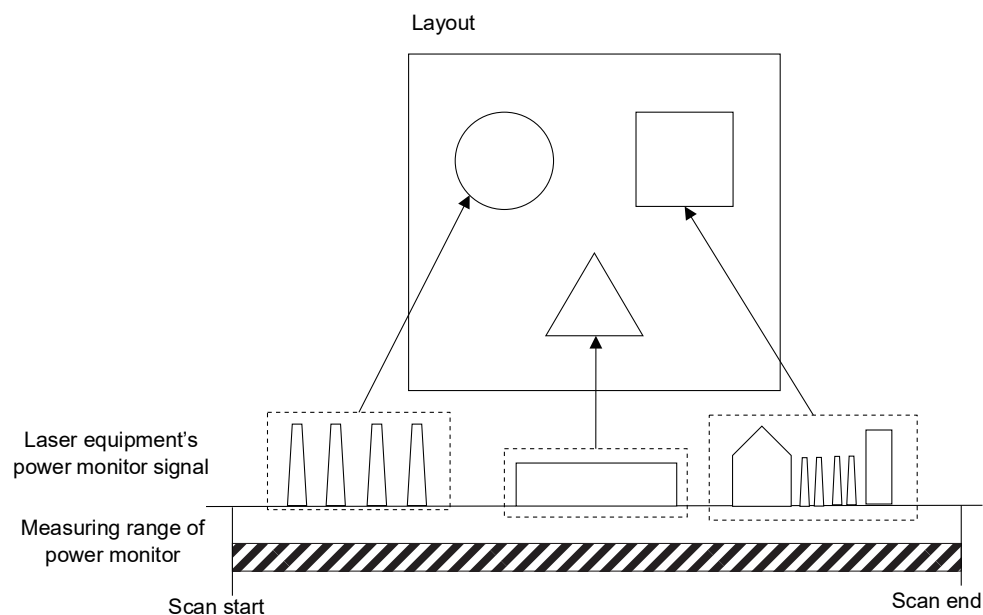 Layout
Laser equipment's
power monitor signal
Measuring range of
power monitor
Scan start
Scan end